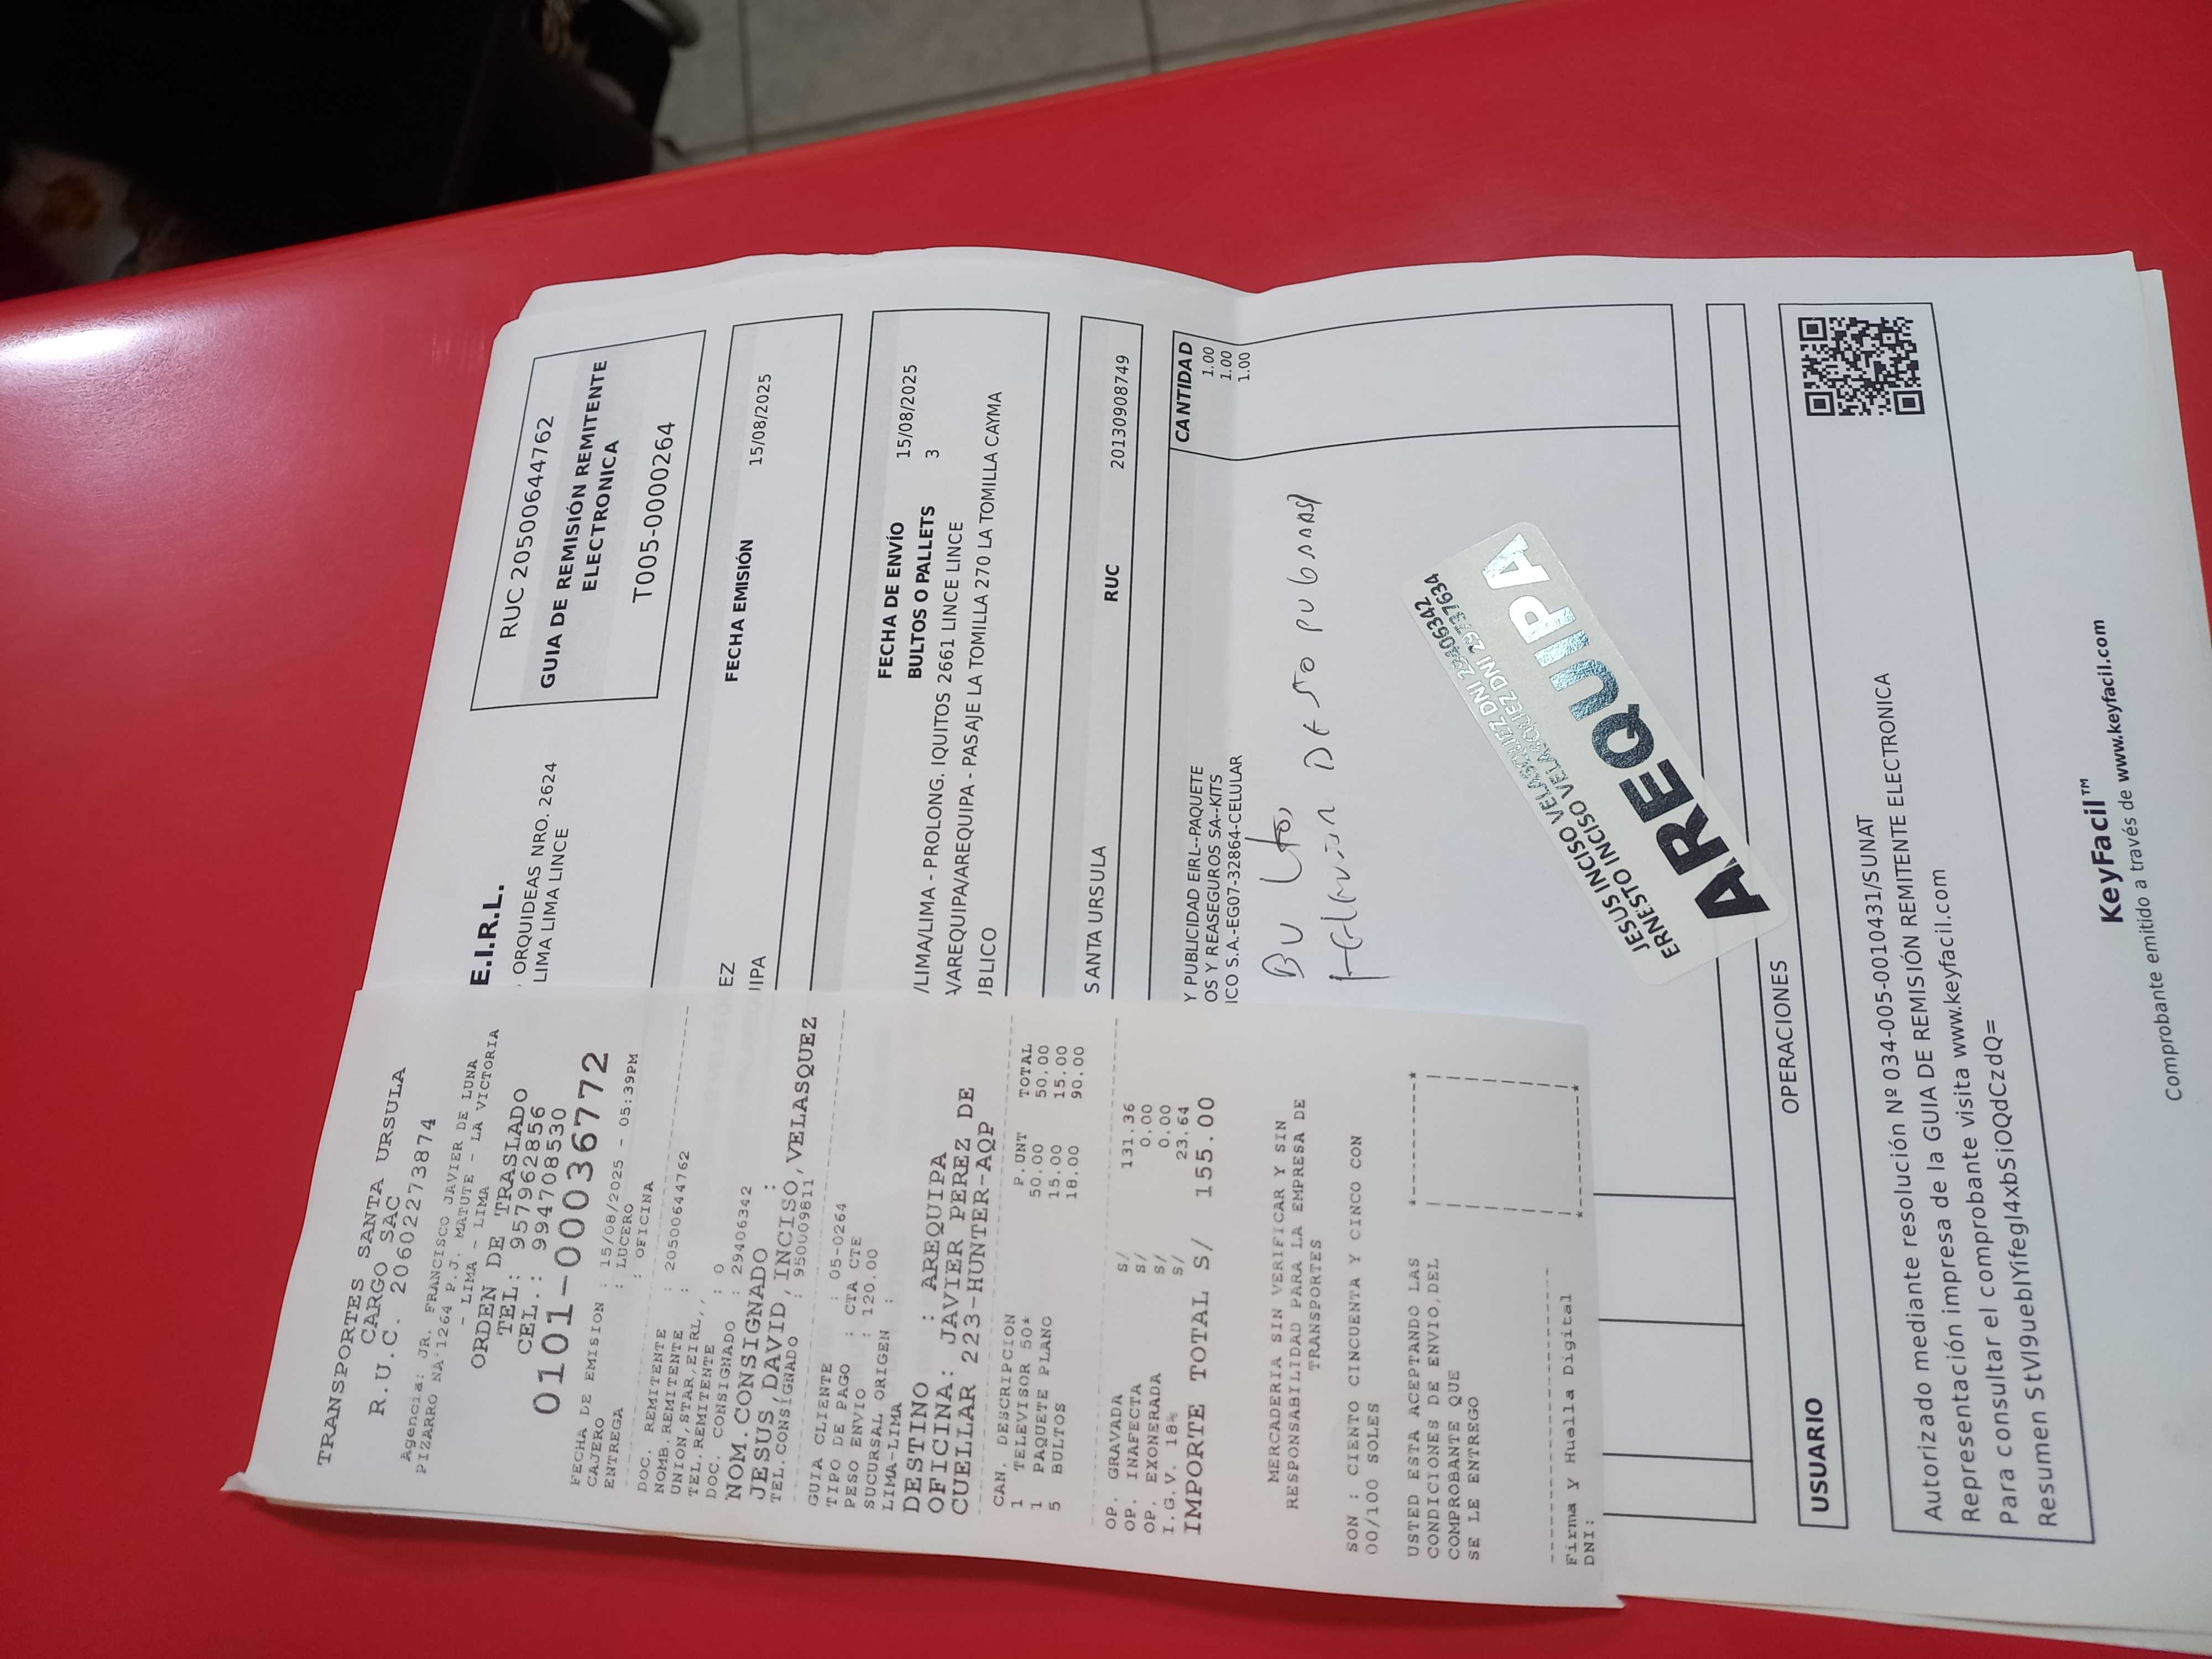 TRANSPORTES SANTA URSULA
CARGO SAC
R.U.C. 20602273874
Agencia: JR. FRANCISCO JAVIER DE LUNA
PIZARRO NA°1264 P.J. MATUTE - LA VICTORIA
- LIMA - LIMA
ORDEN DE TRASLADO
TEL: 957962856
CEL.: 994708530
0101-00036772
FECHA DE EMISION : 15/08/2025 - 05:39PM
CAJERO : LUCERO
ENTREGA : OFICINA
DOC. REMITENTE : 20500644762
NOMB.REMITENTE :
UNION,STAR,EIRL,,
TEL.REMITENTE : 0
DOC. CONSIGNADO : 29406342
NOM.CONSIGNADO :
JESUS DAVID, INCISO, VELASQUEZ
TEL.CONSIGNADO : 950009811
GUIA CLIENTE : 05-0264
TIPO DE PAGO : CTA CTE
PESO ENVIO : 120.00
SUCURSAL ORIGEN :
LIMA-LIMA
DESTINO : AREQUIPA
OFICINA: JAVIER PEREZ DE
CUELLAR 223-HUNTER-AQP
CAN. DESCRIPCION P.UNT TOTAL
1 TELEVISOR 50* 50.00 50.00
1 PAQUETE PLANO 15.00 15.00
5 BULTOS 18.00 90.00
OP. GRAVADA S/ 131.36
OP. INAFECTA S/ 0.00
OP. EXONERADA S/ 0.00
I.G.V. 18% S/ 23.64
IMPORTE TOTAL S/ 155.00
MERCADERIA SIN VERIFICAR Y SIN
RESPONSABILIDAD PARA LA EMPRESA DE
TRANSPORTES
SON : CIENTO CINCUENTA Y CINCO CON
00/100 SOLES
USTED ESTA ACEPTANDO LAS
CONDICIONES DE ENVIO,DEL
COMPROBANTE QUE
SE LE ENTREGO
Firma y Hualla Digital
DNI:
E.I.R.L.
ORQUIDEAS NRO. 2624
LIMA LIMA LINCE
RUC 20500644762
GUIA DE REMISIÓN REMITENTE
ELECTRONICA
T005-0000264
EZ FECHA EMISIÓN 15/08/2025
IPA
FECHA DE ENVÍO 15/08/2025
BULTOS O PALLETS 3
/LIMA/LIMA - PROLONG. IQUITOS 2661 LINCE LINCE
/AREQUIPA/AREQUIPA - PASAJE LA TOMILLA 270 LA TOMILLA CAYMA
BLICO
SANTA URSULA RUC 20130908749
CANTIDAD
Y PUBLICIDAD EIRL--PAQUETE 1.00
OS Y REASEGUROS SA--KITS 1.00
ICO S.A.-EG07-32864-CELULAR 1.00
JESUS INCISO VELASQUEZ DNI 29406342
ERNESTO INCISO VELASQUEZ DNI 29737634
AREQUIPA
OPERACIONES
USUARIO
Autorizado mediante resolución Nº 034-005-0010431/SUNAT
Representación impresa de la GUIA DE REMISIÓN REMITENTE ELECTRONICA
Para consultar el comprobante visita www.keyfacil.com
Resumen StVI9uebIYifegI4xbSiOQdCzdQ=
KeyFacil™
Comprobante emitido a través de www.keyfacil.com